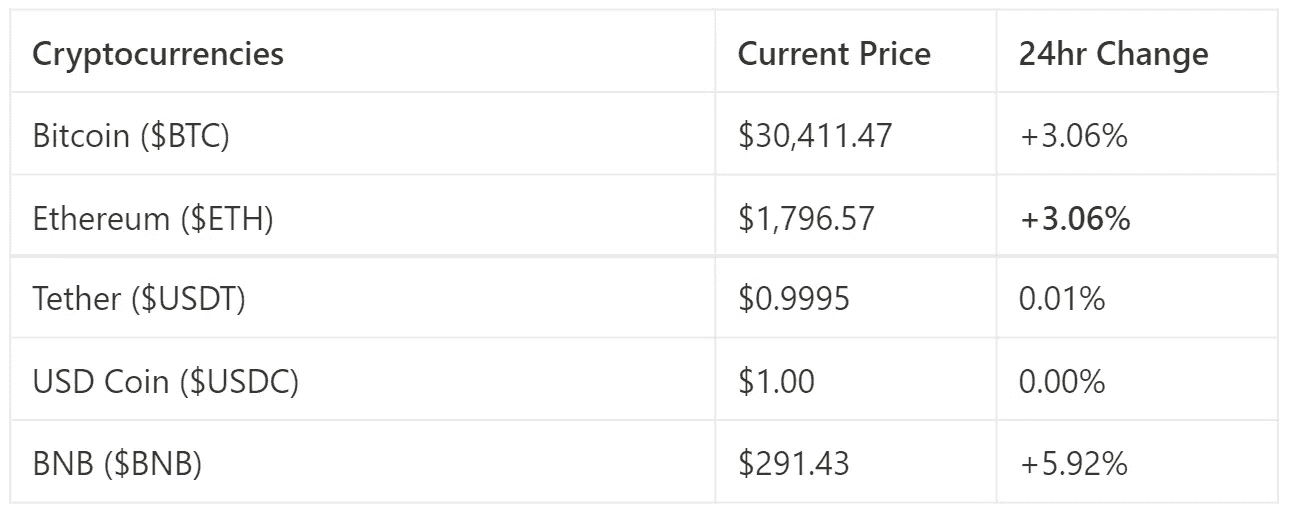 Cryptocurrencies Current Price 24hr Change
Bitcoin ($BTC) $30,411.47 +3.06%
Ethereum ($ETH) $1,796.57 +3.06%
Tether ($USDT) $0.9995 0.01%
USD Coin ($USDC) $1.00 0.00%
BNB ($BNB) $291.43 +5.92%